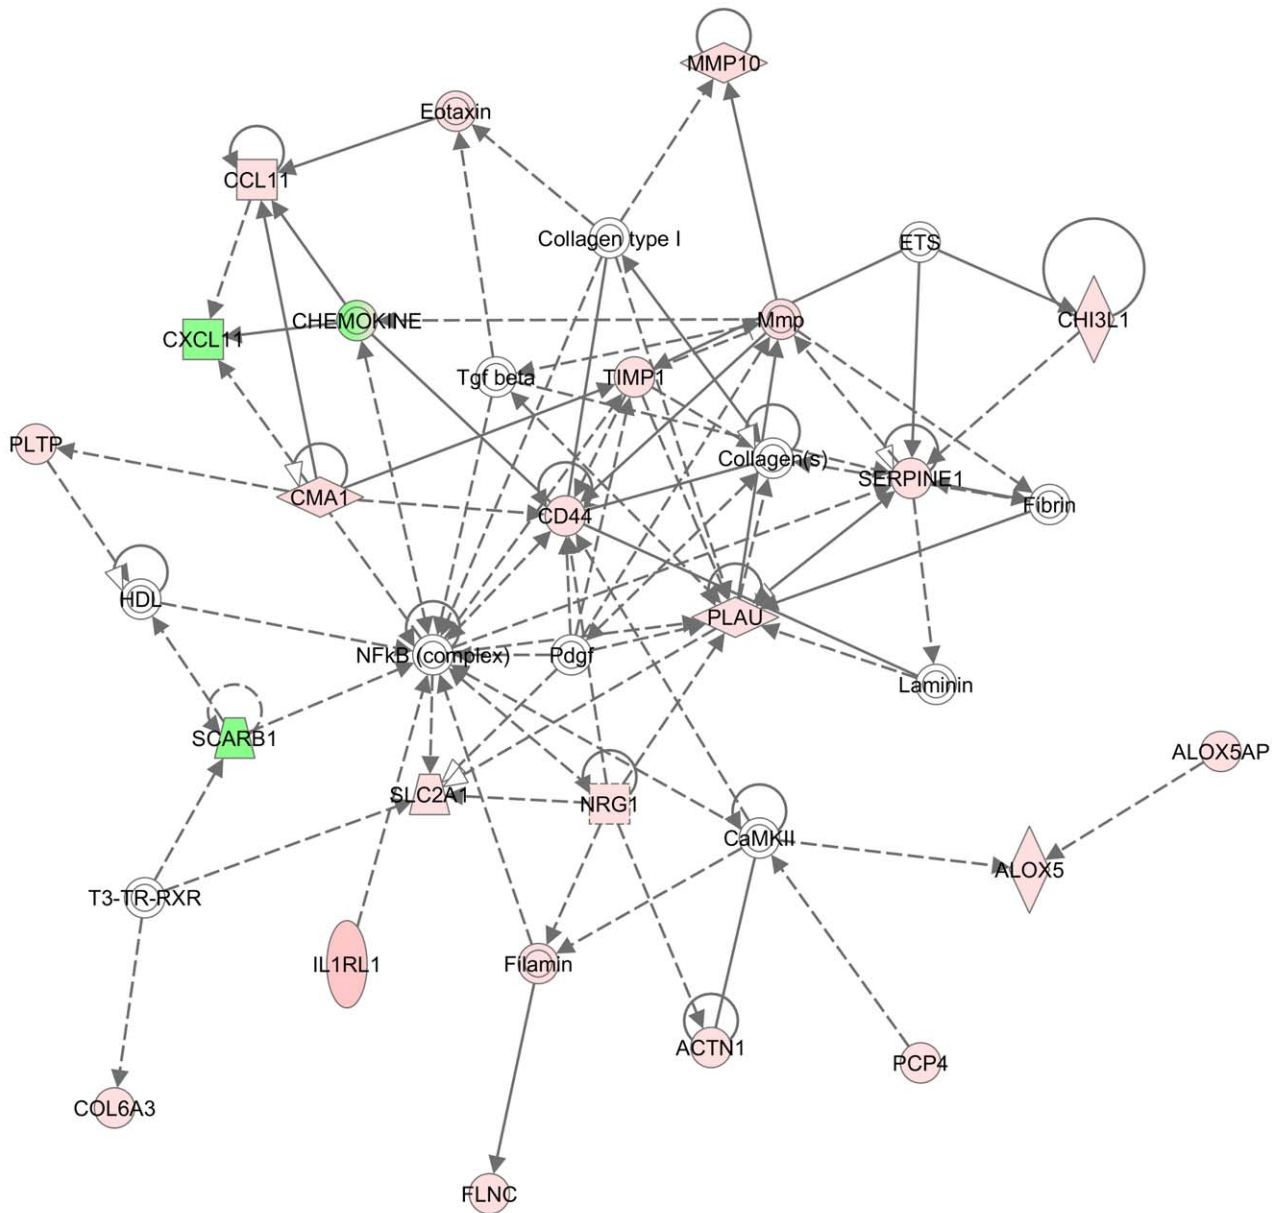 MMP10
Eotaxin
CCL11
Collagen type I
ETS
CXCL11
CHEMOKINE
Mmp
CHI3L1
Tgf beta
TIMP1
PLTP
CMA1
Collagen(s)
SERPINE1
CD44
Fibrin
HDL
PLAU
NFkB (complex)
Pdgf
Laminin
SCARB1
ALOX5AP
SLC2A1
NRG1
CaMKII
ALOX5
T3-TR-RXR
IL1RL1
Filamin
ACTN1
PCP4
COL6A3
FLNC